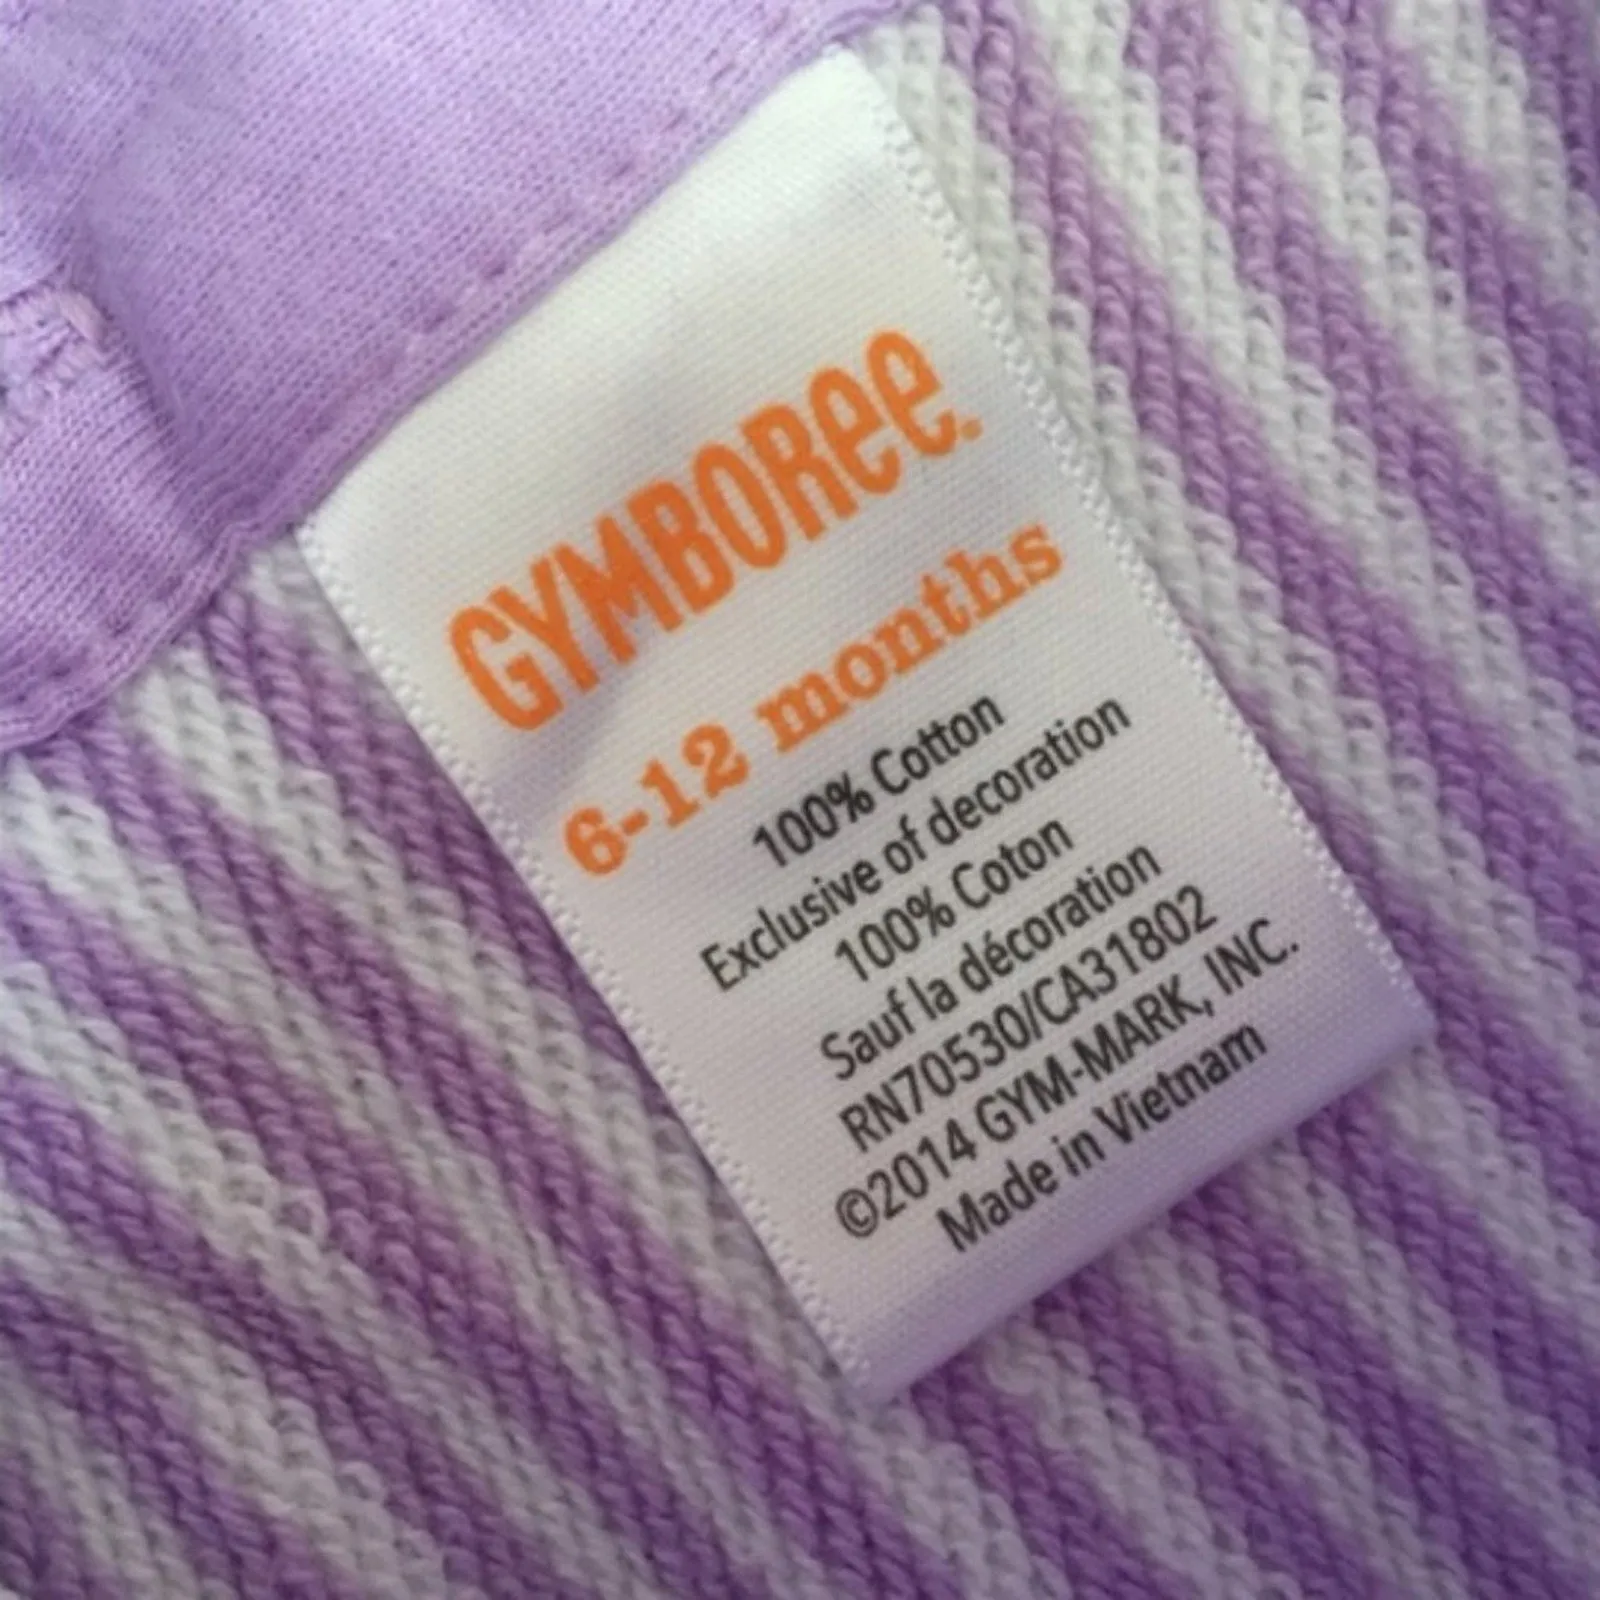 GYMBOREE.
6-12 months
100% Cotton
Exclusive of decoration
100% Coton
Sauf la décoration
RN70530/CA31802
©2014 GYM-MARK, INC.
Made in Vietnam